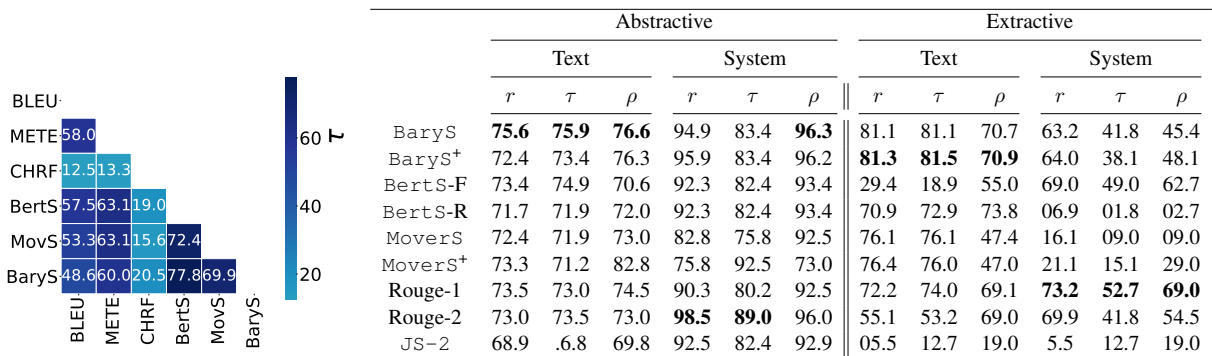 BLEU
METE 58.0
CHRF 12.5 13.3
BertS 57.5 63.1 19.0
MovS 53.3 63.1 15.6 72.4
BaryS 48.6 60.0 20.5 77.8 69.9
BLEU METE CHRF BertS MovS BaryS
60
40
20
τ
Abstractive Extractive
Text System Text System
r τ ρ r τ ρ r τ ρ r τ ρ
BaryS 75.6 75.9 76.6 94.9 83.4 96.3 81.1 81.1 70.7 63.2 41.8 45.4
BaryS+ 72.4 73.4 76.3 95.9 83.4 96.2 81.3 81.5 70.9 64.0 38.1 48.1
BertS-F 73.4 74.9 70.6 92.3 82.4 93.4 29.4 18.9 55.0 69.0 49.0 62.7
BertS-R 71.7 71.9 72.0 92.3 82.4 93.4 70.9 72.9 73.8 06.9 01.8 02.7
MoverS 72.4 71.9 73.0 82.8 75.8 92.5 76.1 76.1 47.4 16.1 09.0 09.0
MoverS+ 73.3 71.2 82.8 75.8 92.5 73.0 76.4 76.0 47.0 21.1 15.1 29.0
Rouge-1 73.5 73.0 74.5 90.3 80.2 92.5 72.2 74.0 69.1 73.2 52.7 69.0
Rouge-2 73.0 73.5 73.0 98.5 89.0 96.0 55.1 53.2 69.0 69.9 41.8 54.5
JS-2 68.9 .6.8 69.8 92.5 82.4 92.9 05.5 12.7 19.0 5.5 12.7 19.0